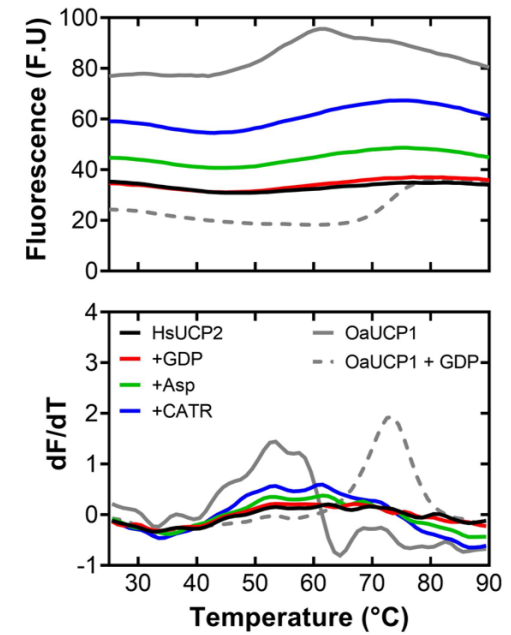 Fluorescence (F.U)
100
80
60
40
20
0
dF/dT
4
3
2
1
0
-1
HsUCP2
+GDP
+Asp
+CATR
OaUCP1
OaUCP1 + GDP
30 40 50 60 70 80 90
Temperature (°C)